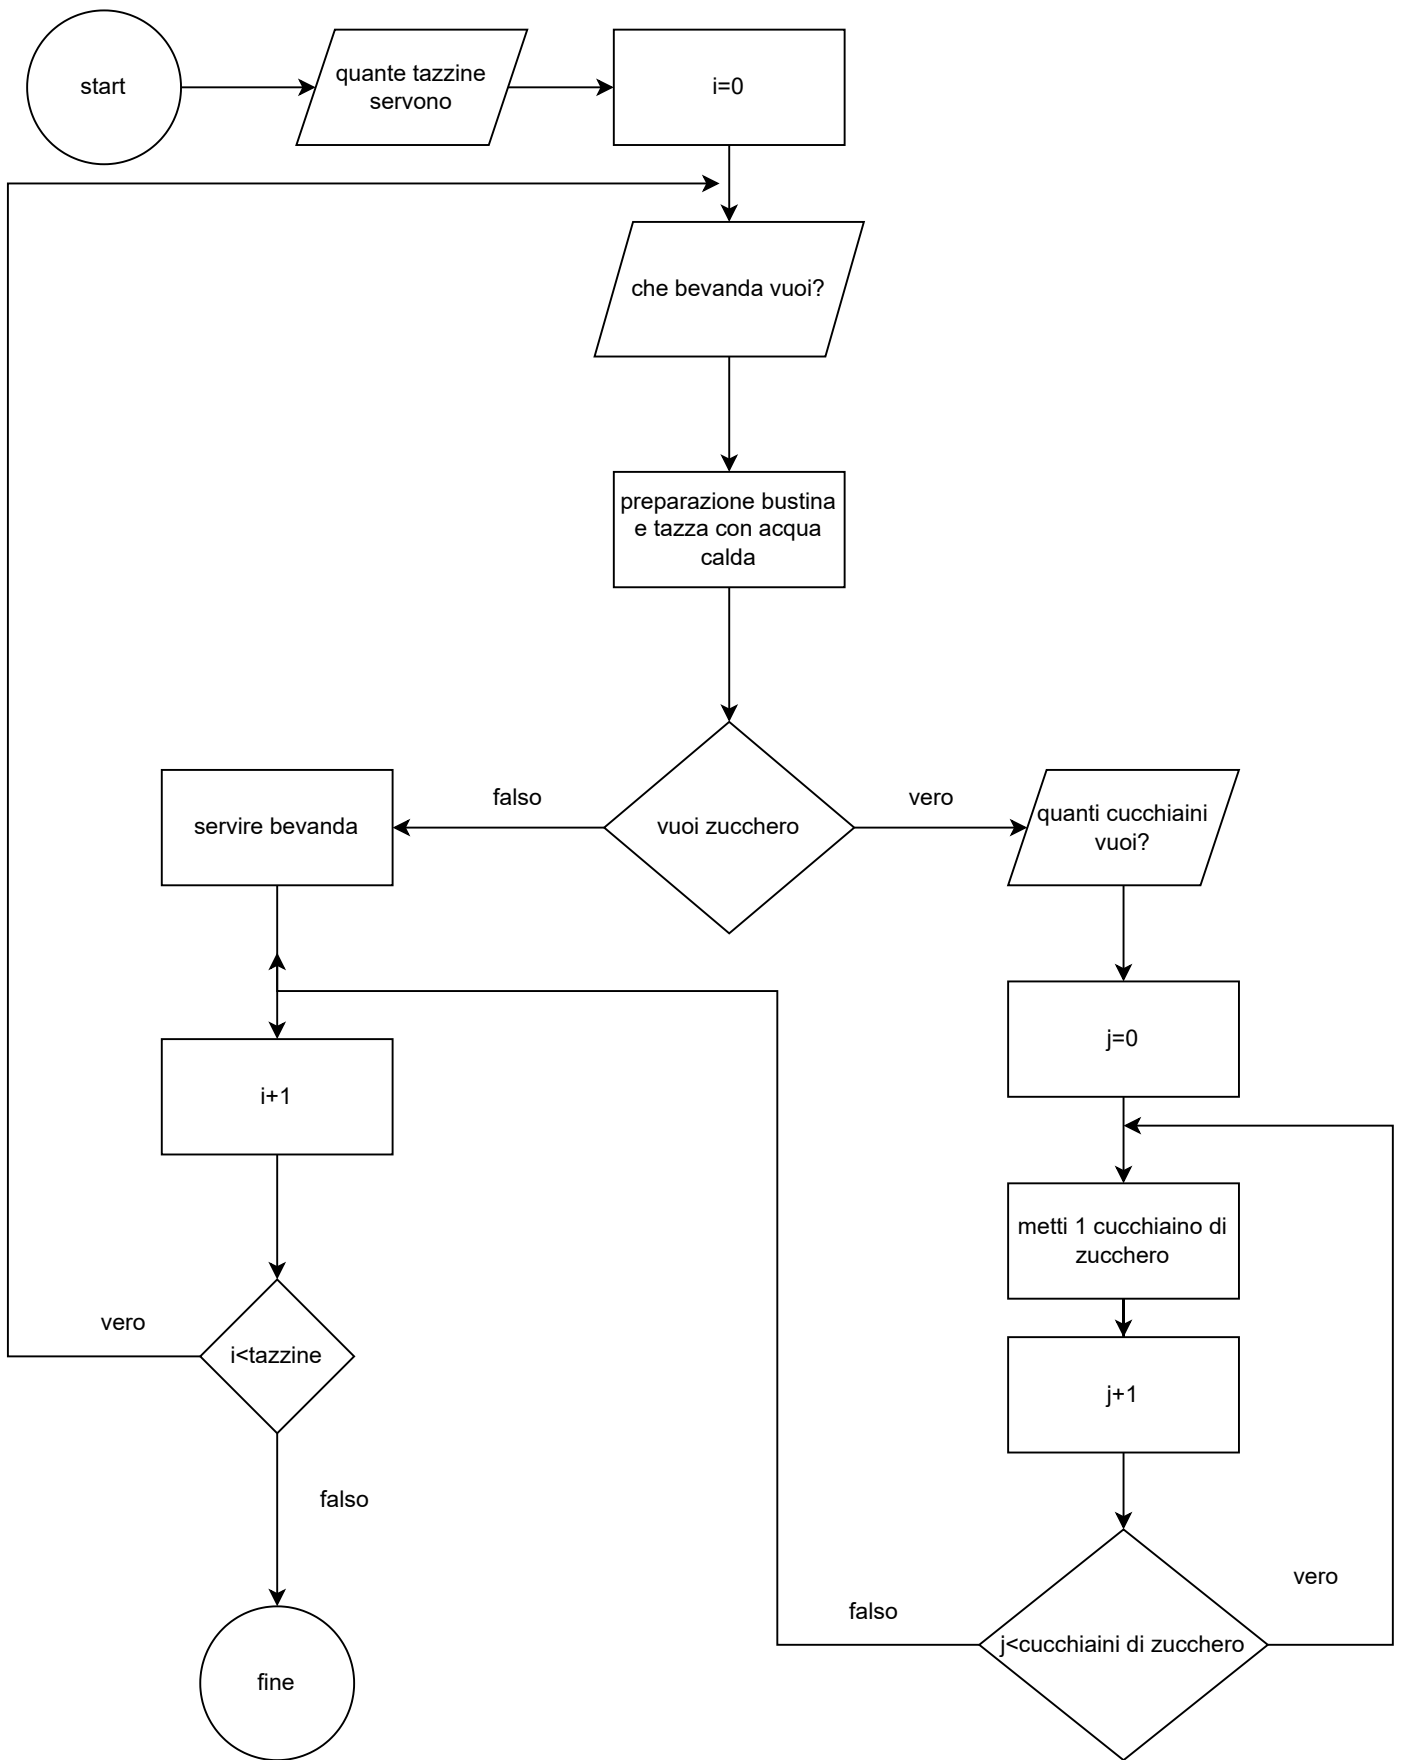 start
quante tazzine
servono
i=0
che bevanda vuoi?
preparazione bustina
e tazza con acqua
calda
vuoi zucchero
falso
vero
servire bevanda
quanti cucchiaini
vuoi?
j=0
i+1
metti 1 cucchiaino di
zucchero
j+1
vero
i<tazzine
falso
fine
j<cucchiaini di zucchero
falso
vero